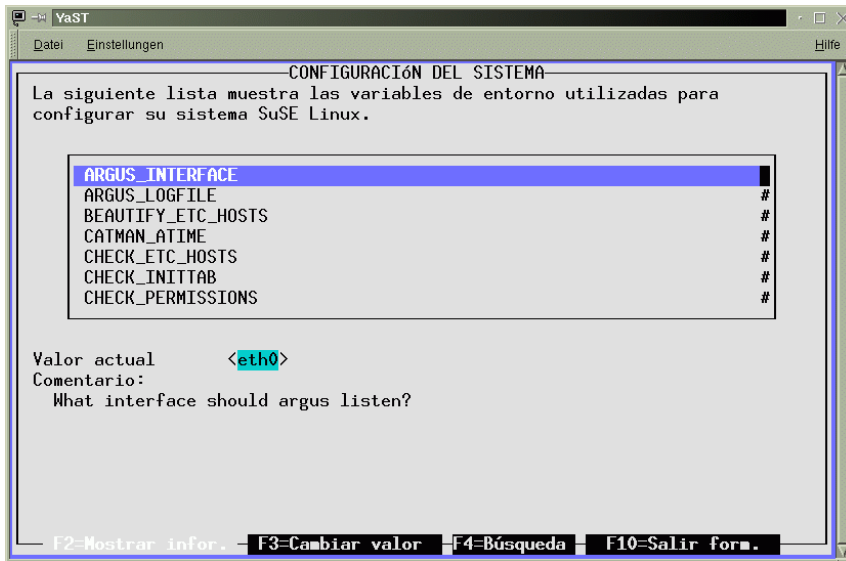 YaST
Datei Einstellungen Hilfe
CONFIGURACIóN DEL SISTEMA
La siguiente lista muestra las variables de entorno utilizadas para
configurar su sistema SuSE Linux.
ARGUS_INTERFACE
ARGUS_LOGFILE #
BEAUTIFY_ETC_HOSTS #
CATMAN_ATIME #
CHECK_ETC_HOSTS #
CHECK_INITTAB #
CHECK_PERMISSIONS #
Valor actual <eth0>
Comentario:
What interface should argus listen?
F2=Mostrar infor. F3=Cambiar valor F4=Búsqueda F10=Salir form.